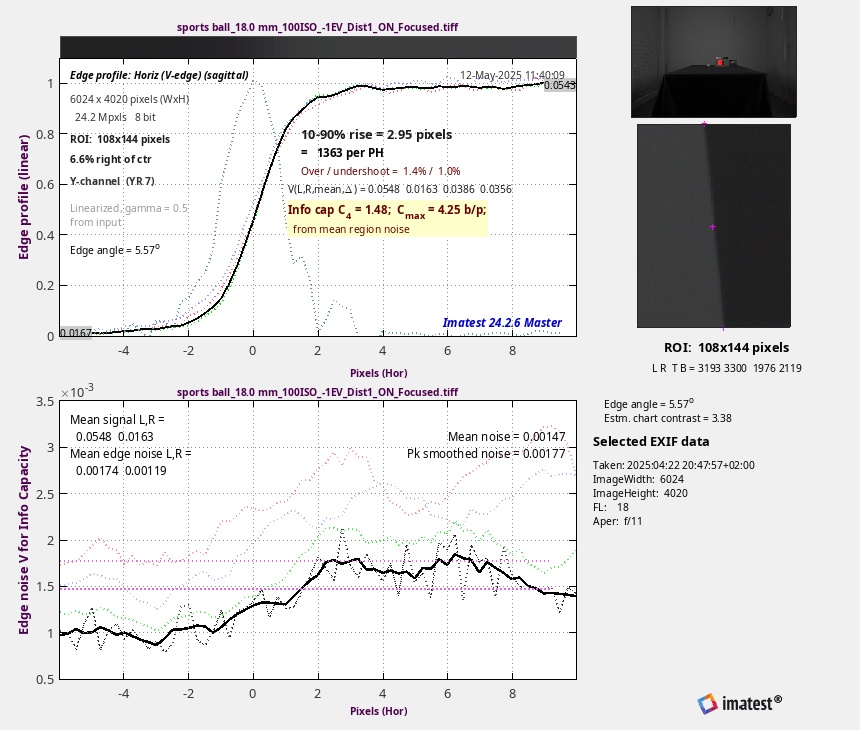 sports ball_18.0 mm_100ISO_-1EV_Dist1_ON_Focused.tiff
Edge profile: Horiz (V-edge) (sagittal)
12-May-2025 11:40:09
0.0543
6024 x 4020 pixels (WxH)
24.2 Mpxls 8 bit
ROI: 108x144 pixels
6.6% right of ctr
Y-channel (YR7)
Linearized, gamma = 0.5
from input
Edge angle = 5.57o
10-90% rise = 2.95 pixels
= 1363 per PH
Over / undershoot = 1.4% / 1.0%
V(L,R,mean,Δ) = 0.0548 0.0163 0.0386 0.0356
Info cap C4 = 1.48; Cmax = 4.25 b/p;
from mean region noise
0.0167
Imatest 24.2.6 Master
Edge profile (linear)
1
0.8
0.6
0.4
0.2
0
-4 -2 0 2 4 6 8
Pixels (Hor)
sports ball_18.0 mm_100ISO_-1EV_Dist1_ON_Focused.tiff
×10-3
Mean signal L,R =
0.0548 0.0163
Mean edge noise L,R =
0.00174 0.00119
Mean noise = 0.00147
Pk smoothed noise = 0.00177
Edge noise V for Info Capacity
3.5
3
2.5
2
1.5
1
0.5
-4 -2 0 2 4 6 8
Pixels (Hor)
ROI: 108x144 pixels
L R T B = 3193 3300 1976 2119
Edge angle = 5.57o
Estm. chart contrast = 3.38
Selected EXIF data
Taken: 2025:04:22 20:47:57+02:00
ImageWidth: 6024
ImageHeight: 4020
FL: 18
Aper: f/11
imatest®